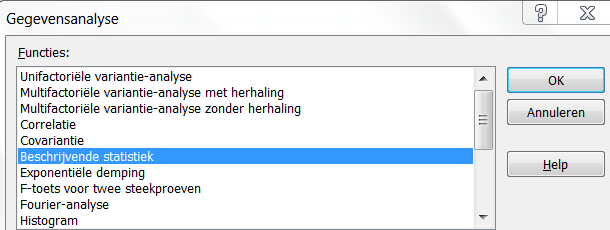 Gegevensanalyse
?
Functies:
Unifactoriële variantie-analyse
Multifactoriële variantie-analyse met herhaling
Multifactoriële variantie-analyse zonder herhaling
Correlatie
Covariantie
Beschrijvende statistiek
Exponentiële demping
F-toets voor twee steekproeven
Fourier-analyse
Histogram
OK
Annuleren
Help